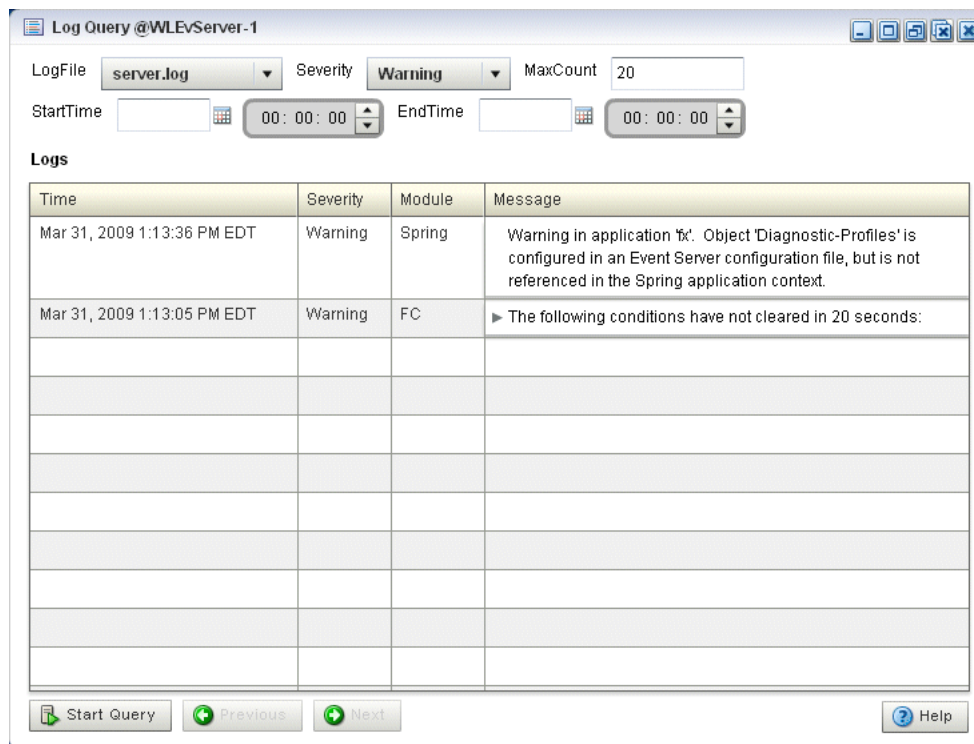 Log Query @WLEvServer-1
LogFile server.log Severity Warning MaxCount 20
StartTime 00: 00: 00 EndTime 00: 00: 00
Logs
Time Severity Module Message
Mar 31, 2009 1:13:36 PM EDT Warning Spring Warning in application 'fx'. Object 'Diagnostic-Profiles' is
configured in an Event Server configuration file, but is not
referenced in the Spring application context.
Mar 31, 2009 1:13:05 PM EDT Warning FC The following conditions have not cleared in 20 seconds:
Start Query Previous Next Help